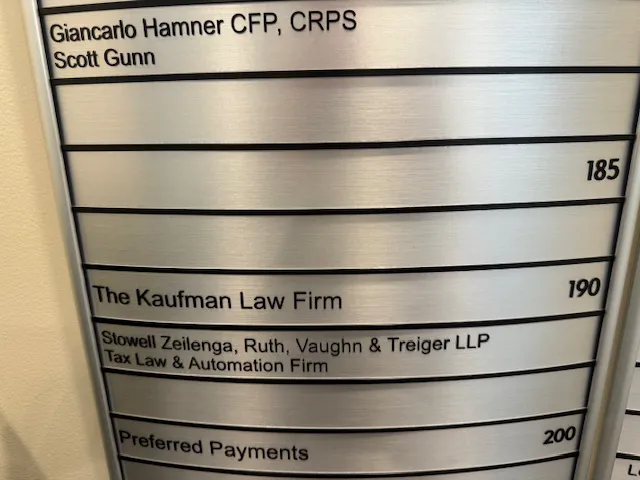 Giancarlo Hamner CFP, CRPS
Scott Gunn
185
The Kaufman Law Firm 190
Stowell Zeilenga, Ruth, Vaughn & Treiger LLP
Tax Law & Automation Firm
Preferred Payments 200